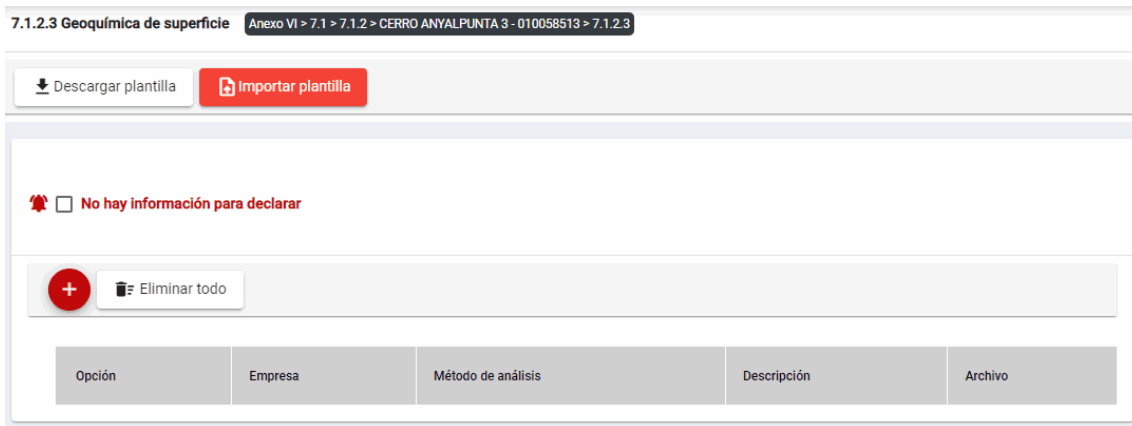 7.1.2.3 Geoquímica de superficie Anexo VI > 7.1 > 7.1.2 > CERRO ANYALPUNTA 3 - 010058513 > 7.1.2.3
Descargar plantilla Importar plantilla
No hay información para declarar
+ Eliminar todo
Opción Empresa Método de análisis Descripción Archivo